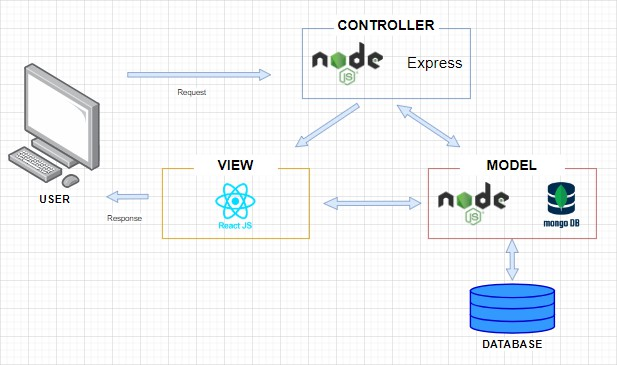 CONTROLLER
node
JS
Express
Request
USER
VIEW
React JS
Response
MODEL
node
JS
mongo DB
DATABASE